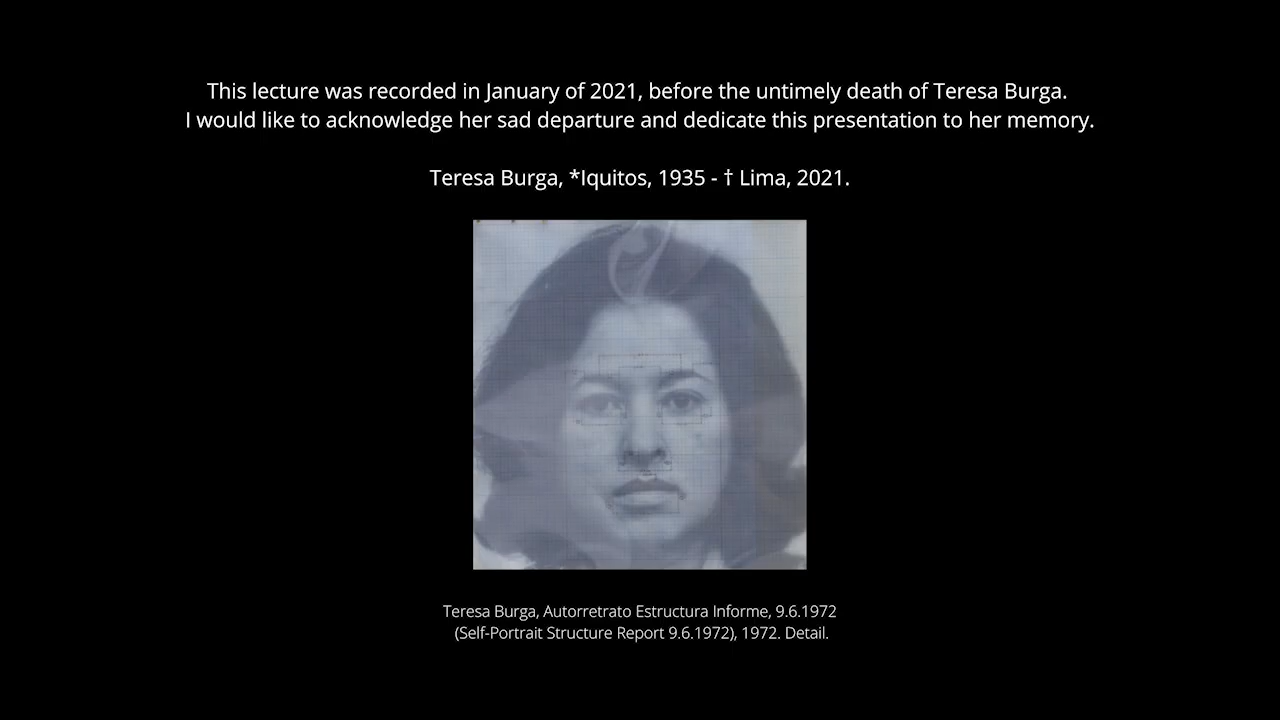 This lecture was recorded in January of 2021, before the untimely death of Teresa Burga.
I would like to acknowledge her sad departure and dedicate this presentation to her memory.
Teresa Burga, *Iquitos, 1935 - † Lima, 2021.
Teresa Burga, Autorretrato Estructura Informe, 9.6.1972
(Self-Portrait Structure Report 9.6.1972), 1972. Detail.